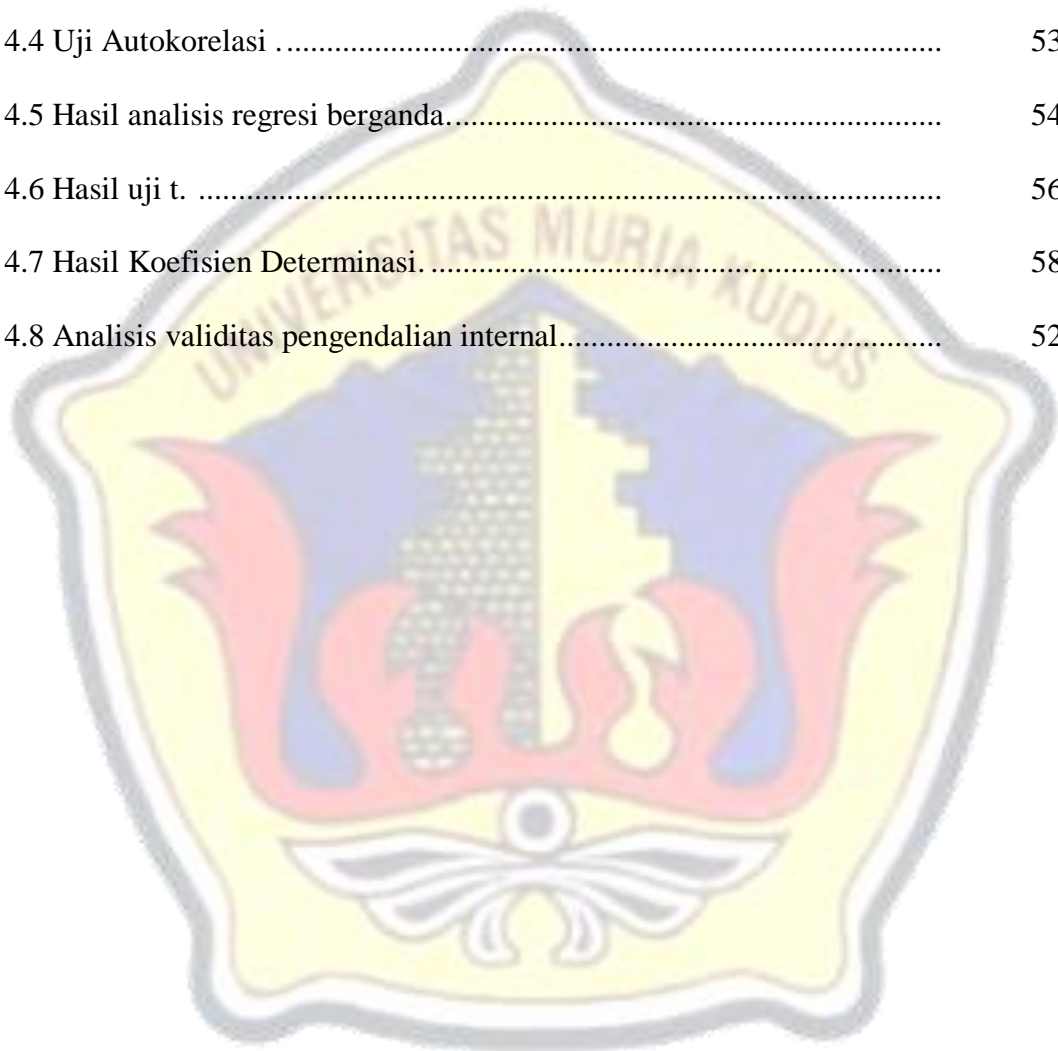 4.4 Uji Autokorelasi ................................................................................ 53
4.5 Hasil analisis regresi berganda............................................................. 54
4.6 Hasil uji t. ............................................................................................ 56
4.7 Hasil Koefisien Determinasi. ............................................................... 58
4.8 Analisis validitas pengendalian internal............................................... 52
UNIVERSITAS MURIA KUDUS